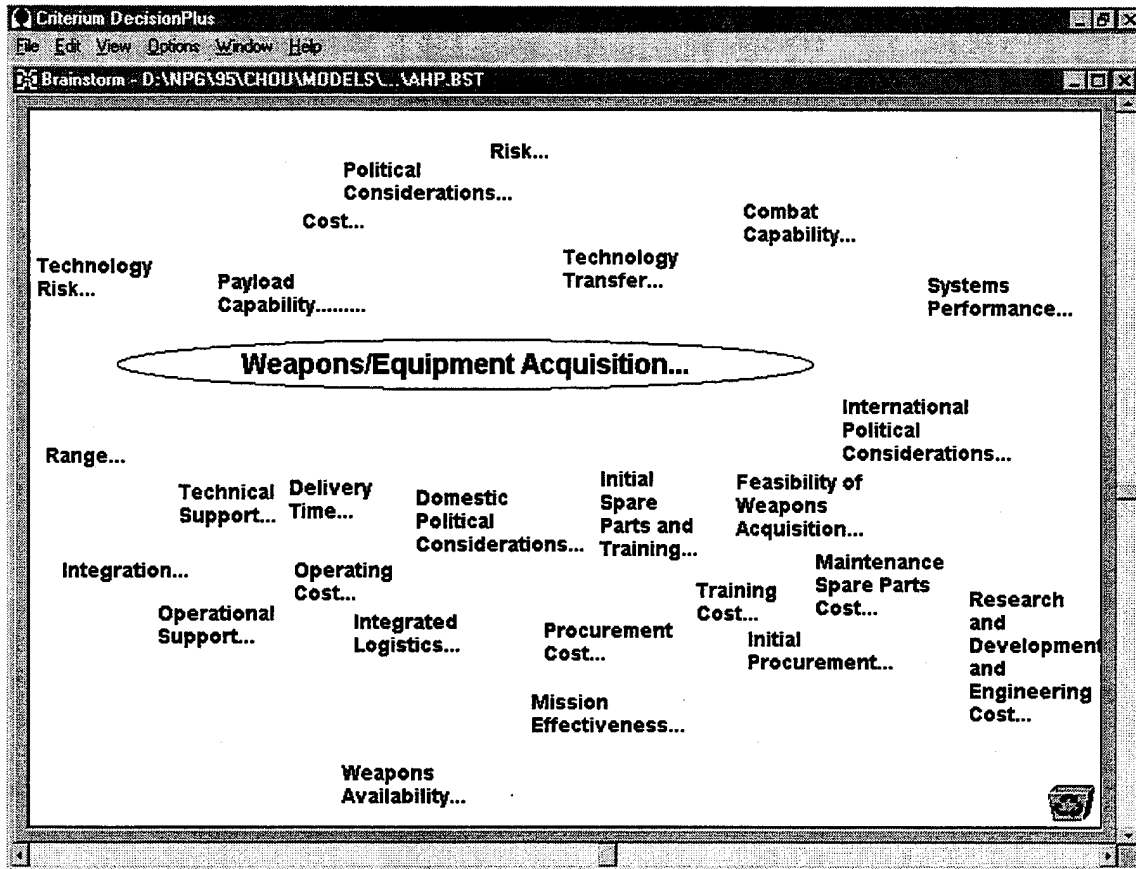 Criterium DecisionPlus
File Edit View Options Window Help
Brainstorm - D:\NPG\95\CHOU\MODELS\...\AHP.BST
Risk...
Political
Considerations...
Cost...
Combat
Capability...
Technology
Risk...
Payload
Capability.........
Technology
Transfer...
Systems
Performance...
Weapons/Equipment Acquisition...
International
Political
Considerations...
Range...
Technical
Support...
Delivery
Time...
Domestic
Political
Considerations...
Initial
Spare
Parts and
Training...
Feasibility of
Weapons
Acquisition...
Integration...
Operating
Cost...
Training
Cost...
Maintenance
Spare Parts
Cost...
Research
and
Development
and
Engineering
Cost...
Operational
Support...
Integrated
Logistics...
Procurement
Cost...
Initial
Procurement...
Mission
Effectiveness...
Weapons
Availability...